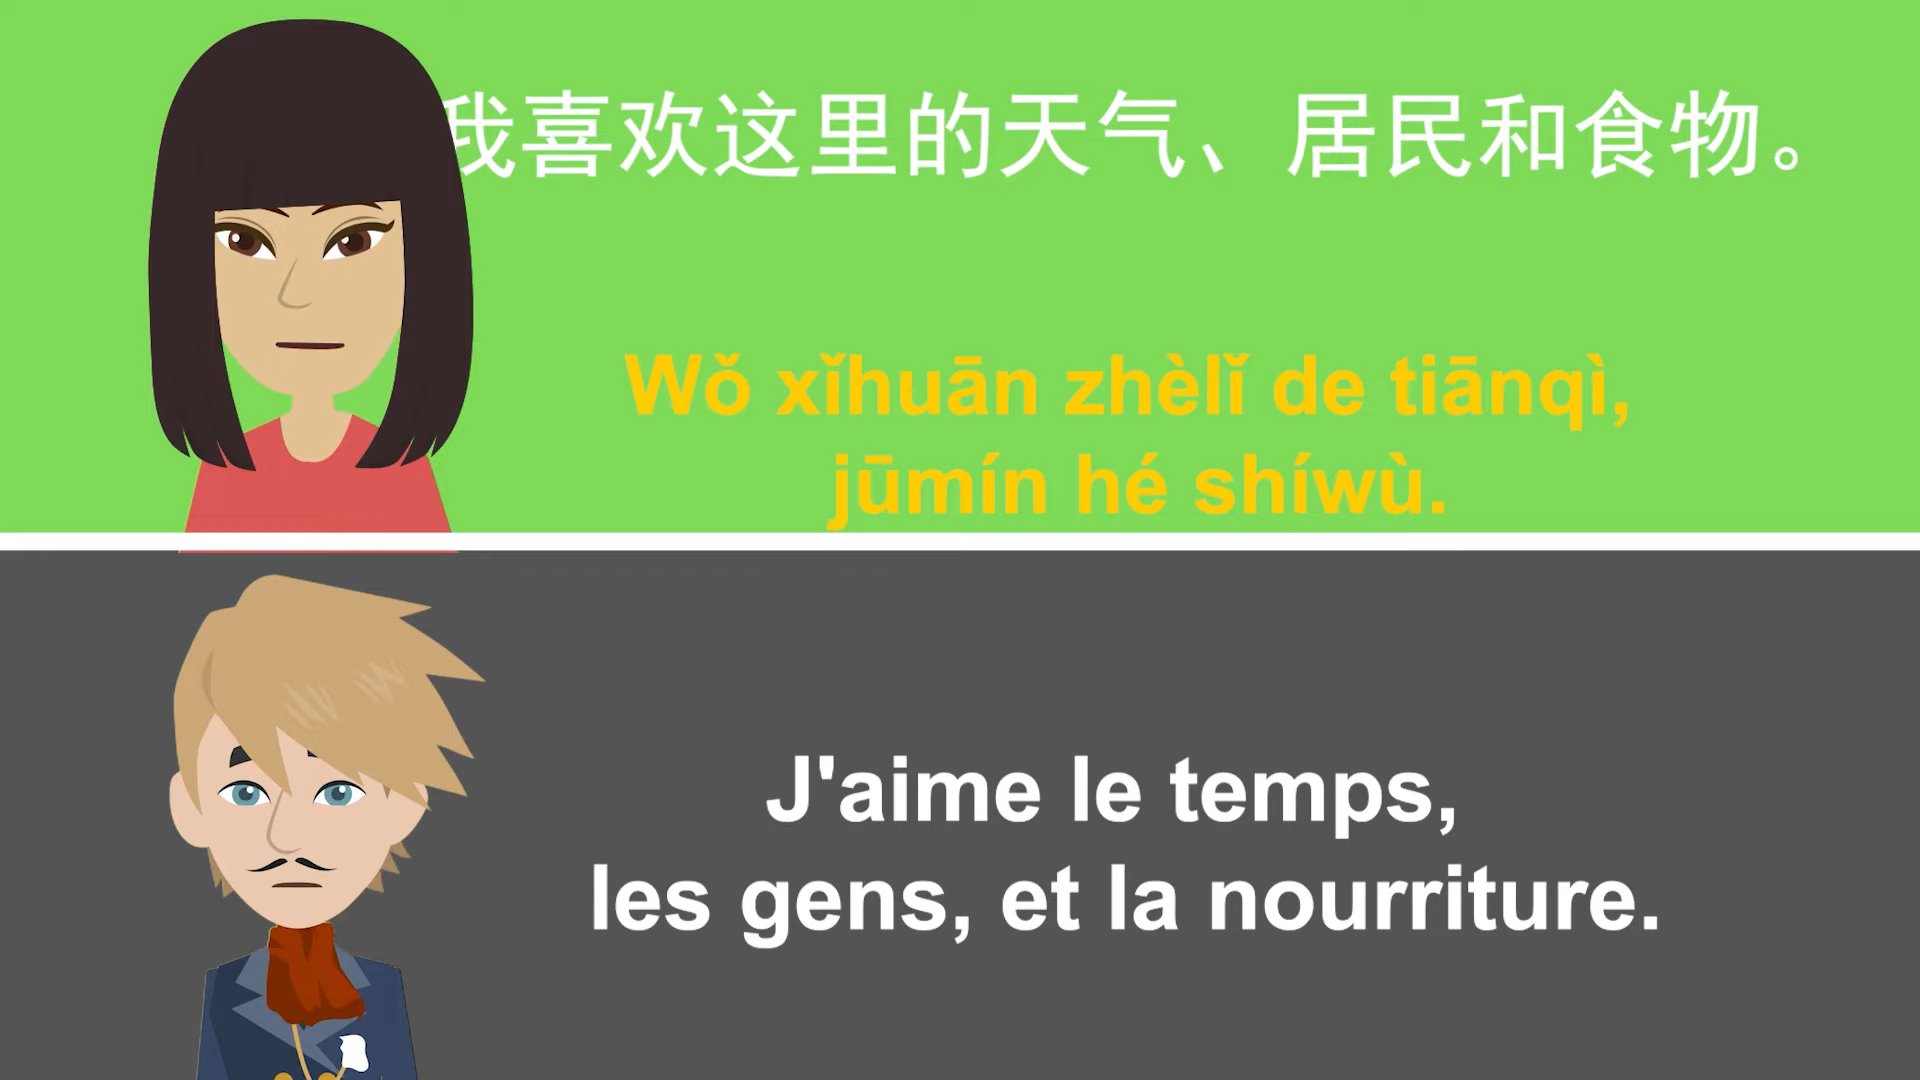 我喜欢这里的天气、居民和食物。
Wǒ xǐhuān zhèlǐ de tiānqì,
jūmín hé shíwù.
J'aime le temps,
les gens, et la nourriture.